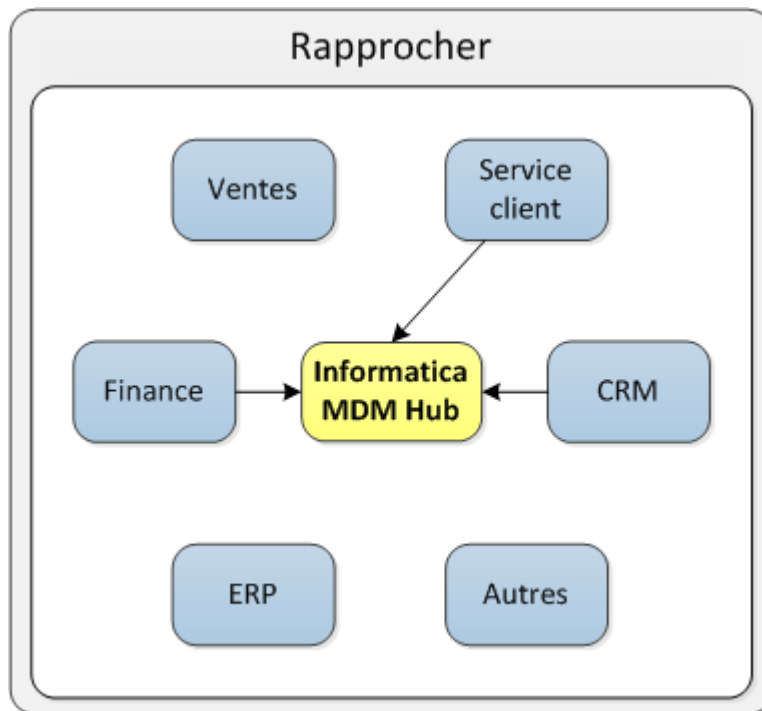 Rapprocher
Ventes
Service
client
Finance
Informatica
MDM Hub
CRM
ERP
Autres